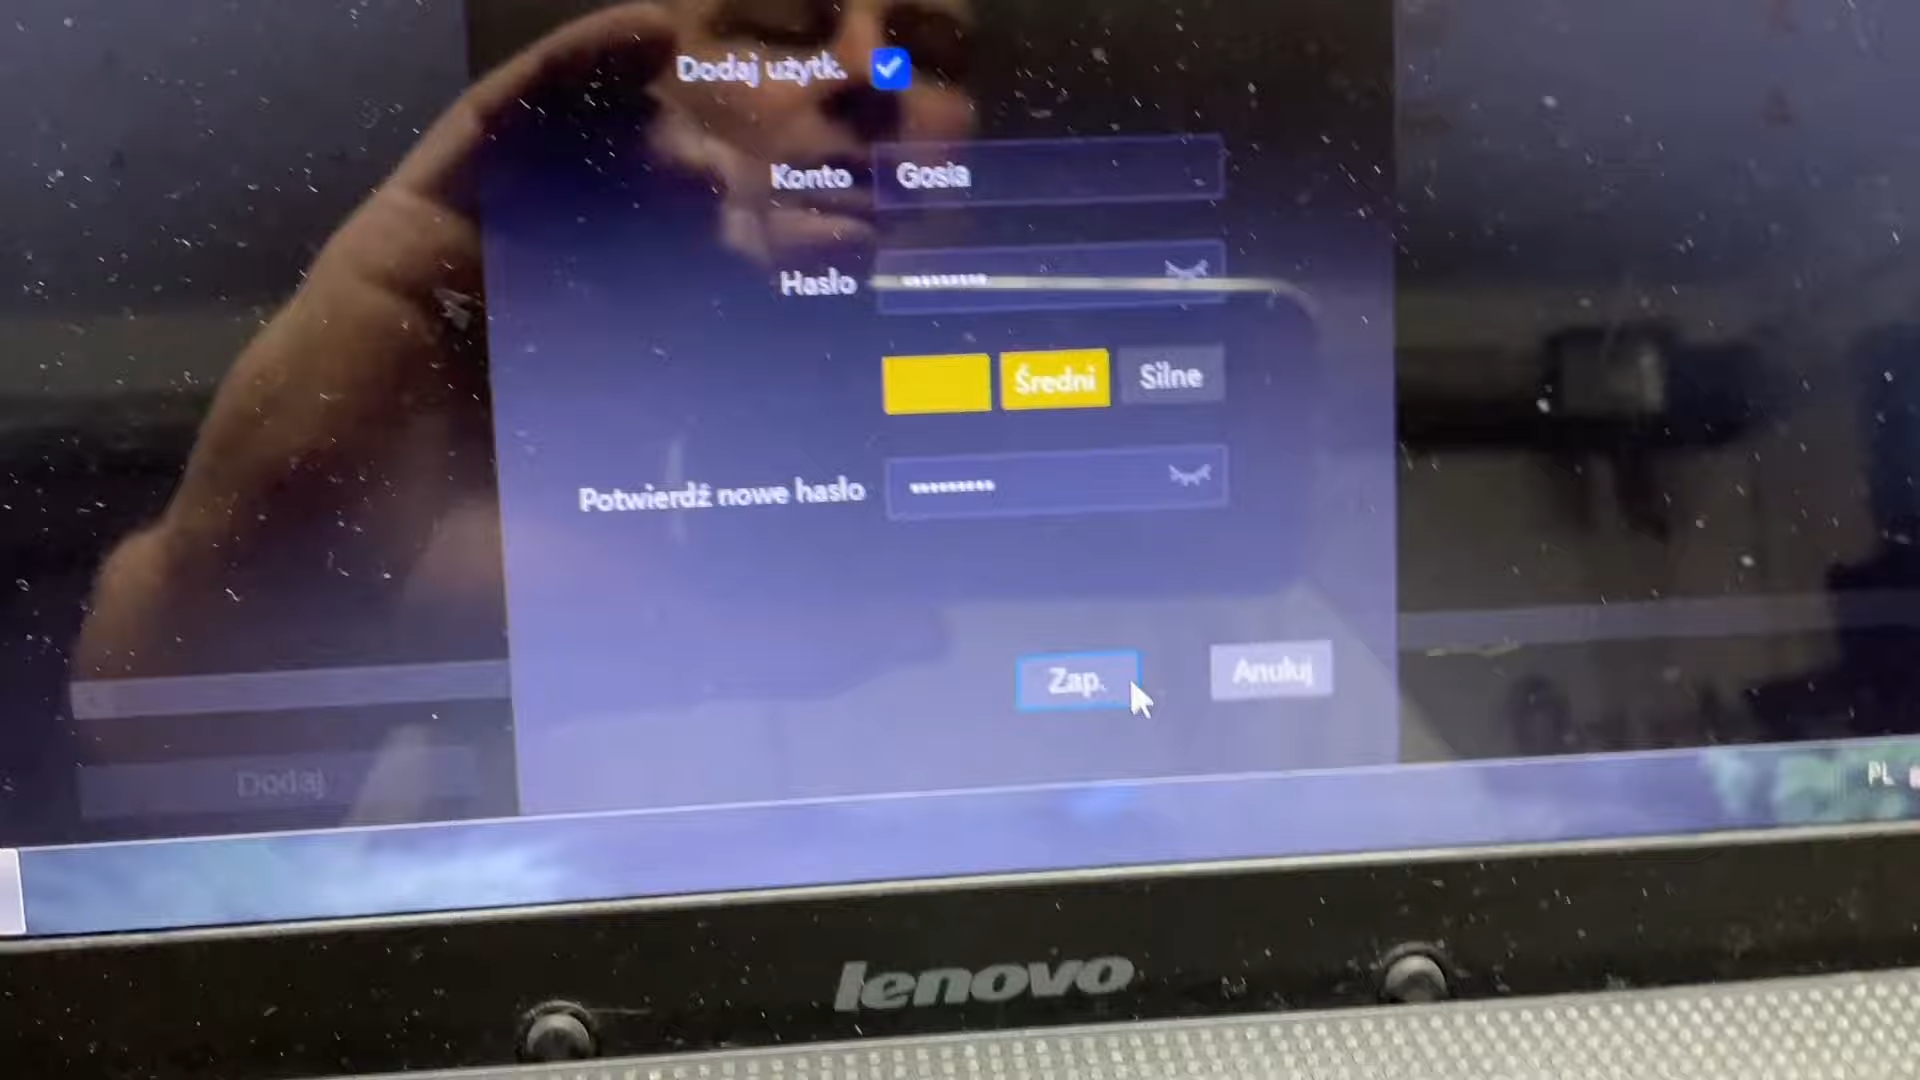 Dodaj użytk.
Konto Gosia
Hasło •••••••••
Średni Silne
Potwierdź nowe hasło •••••••••
Zap. Anuluj
Dodaj
PL
lenovo